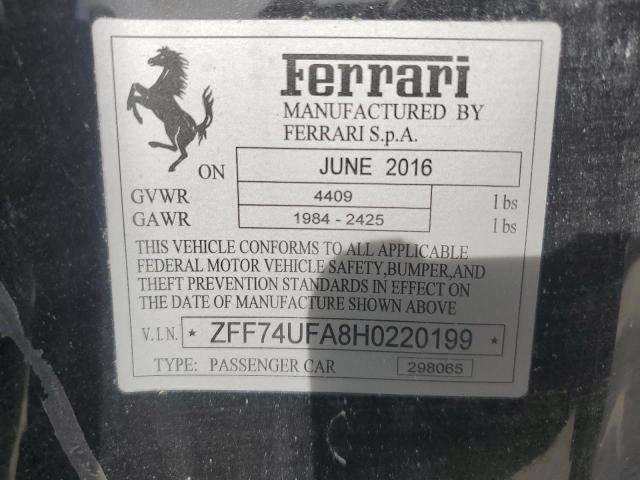 Ferrari
MANUFACTURED BY
FERRARI S.p.A.
ON JUNE 2016
GVWR 4409 lbs
GAWR 1984 - 2425 lbs
THIS VEHICLE CONFORMS TO ALL APPLICABLE
FEDERAL MOTOR VEHICLE SAFETY,BUMPER,AND
THEFT PREVENTION STANDARDS IN EFFECT ON
THE DATE OF MANUFACTURE SHOWN ABOVE
V.I.N. * ZFF74UFA8H0220199 *
TYPE: PASSENGER CAR 298065